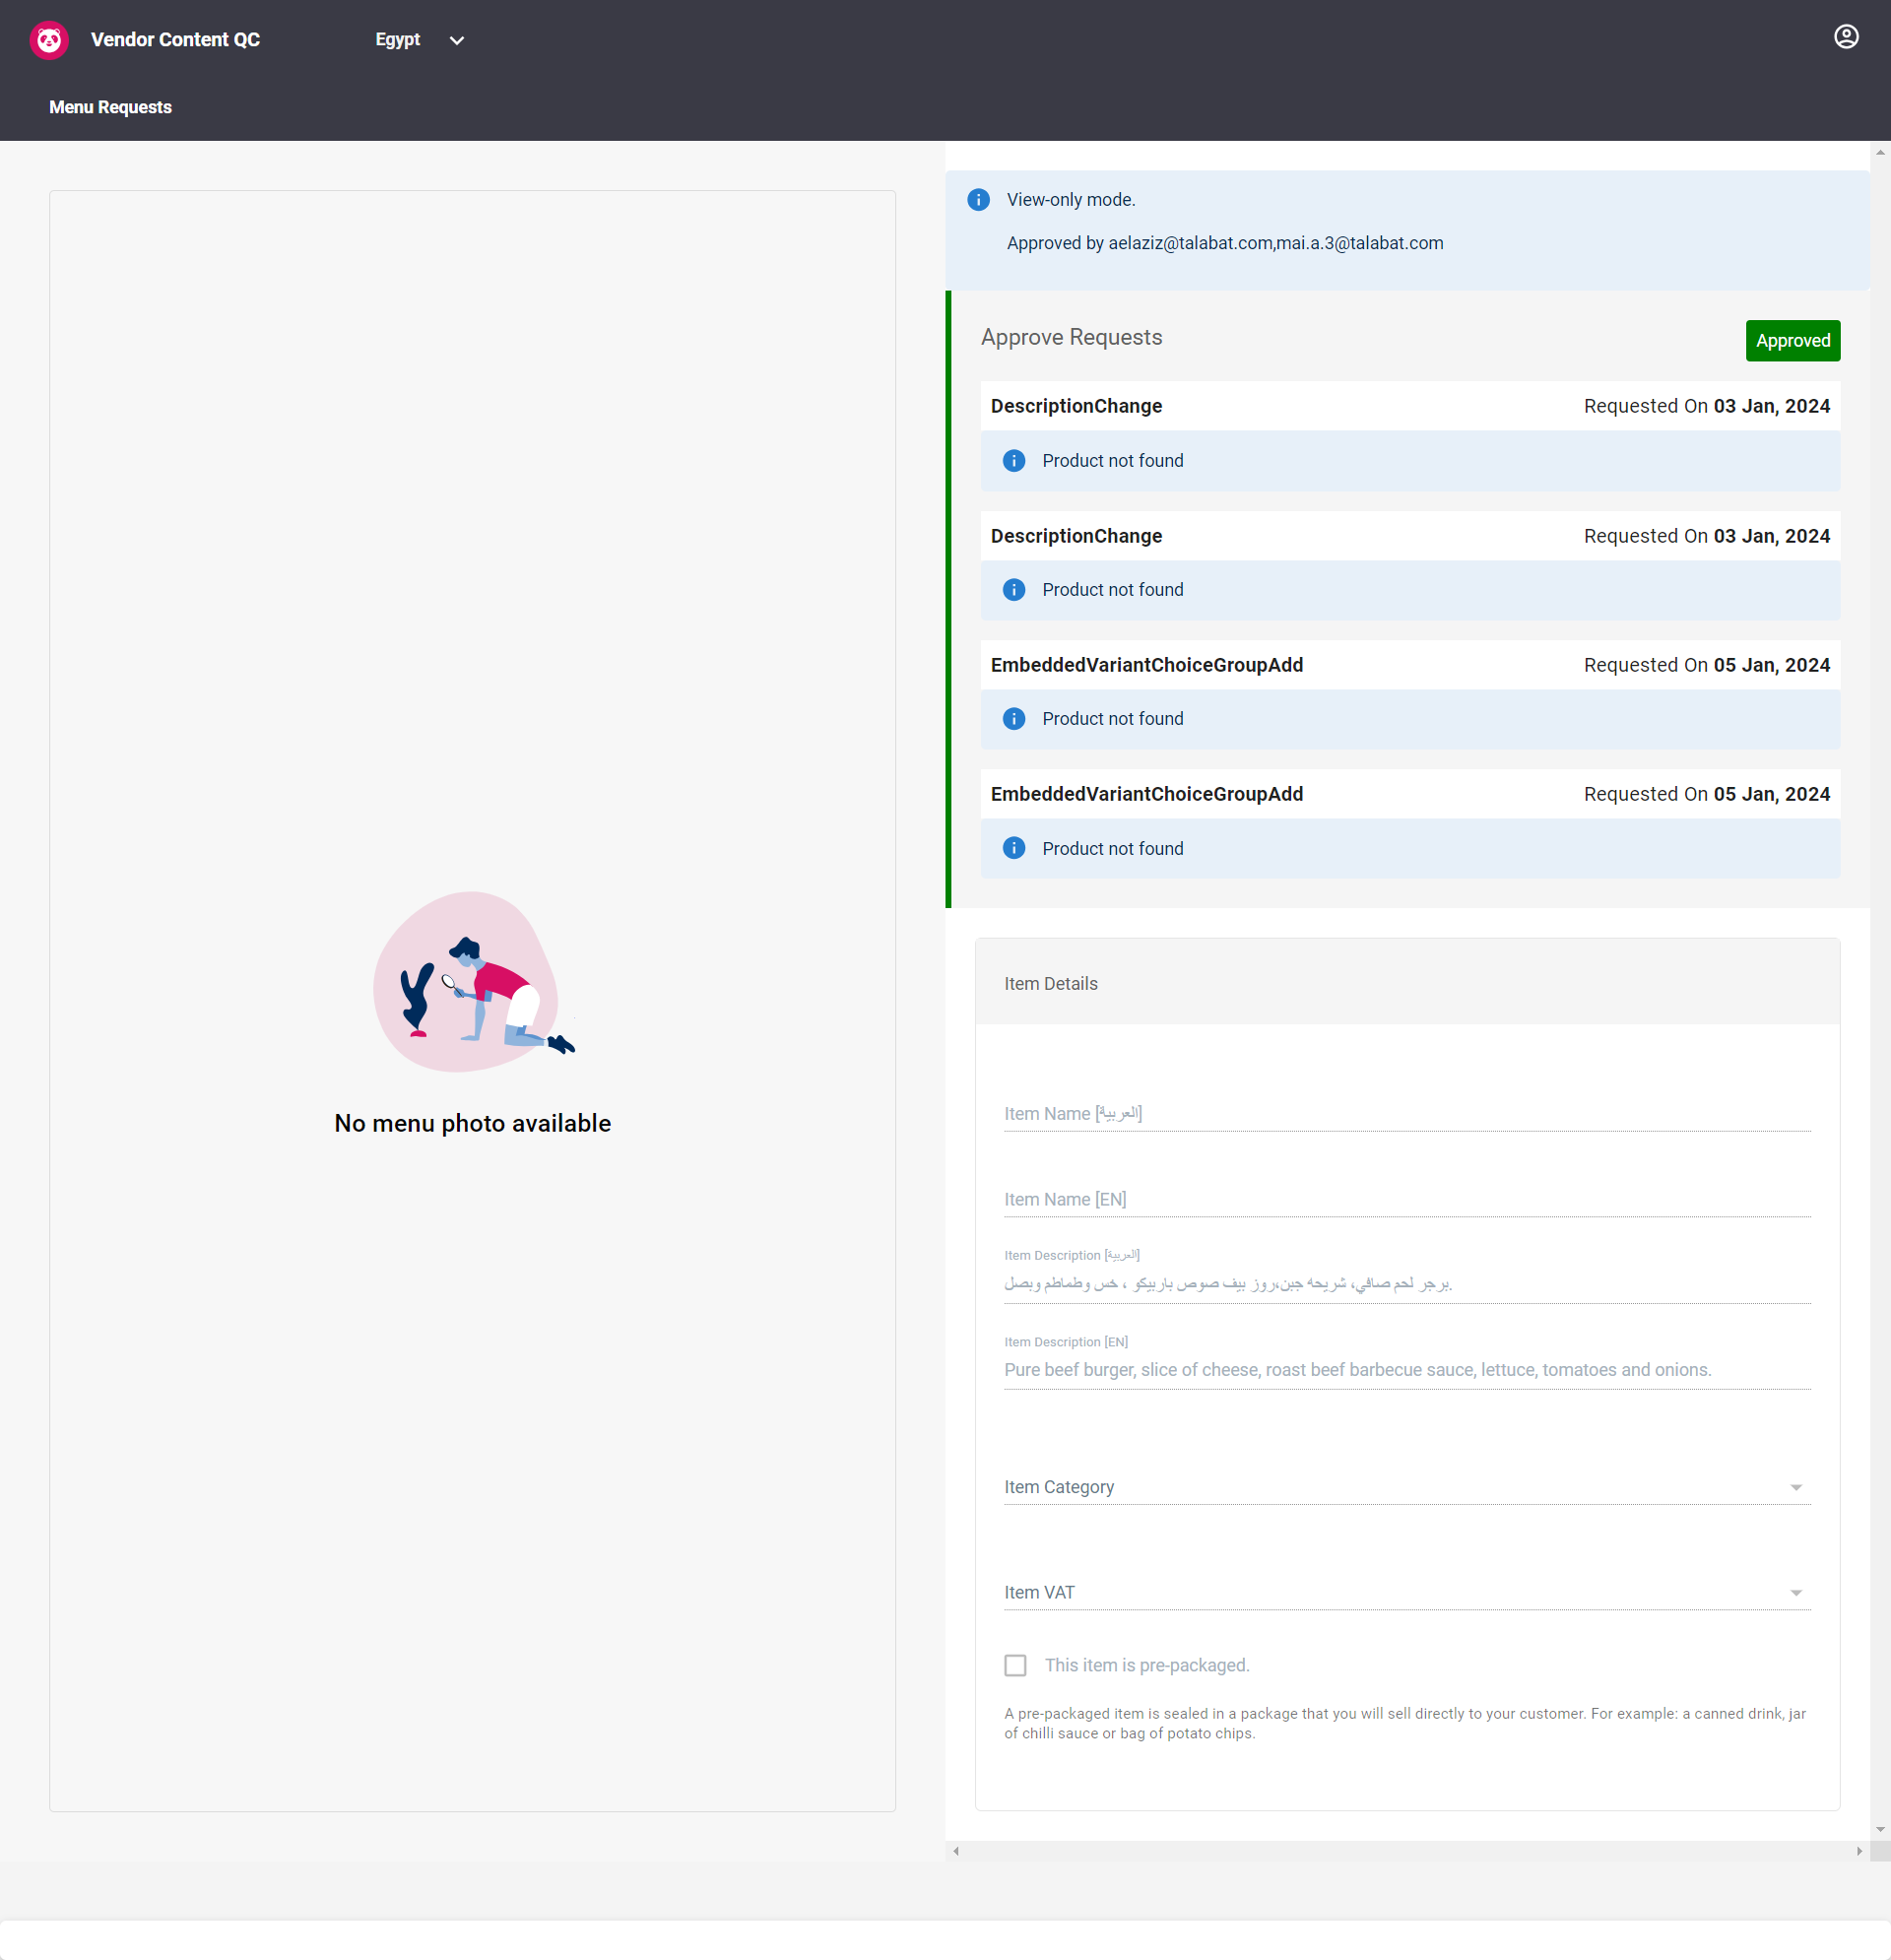 Vendor Content QC
Egypt
Menu Requests
No menu photo available
View-only mode.
Approved by aelaziz@talabat.com,mai.a.3@talabat.com
Approve Requests
Approved
DescriptionChange
Requested On 03 Jan, 2024
Product not found
DescriptionChange
Requested On 03 Jan, 2024
Product not found
EmbeddedVariantChoiceGroupAdd
Requested On 05 Jan, 2024
Product not found
EmbeddedVariantChoiceGroupAdd
Requested On 05 Jan, 2024
Product not found
Item Details
Item Name [العربية]
Item Name [EN]
Item Description [العربية]
برجر لحم صافي، شريحه جبن،روز بيف صوص باربيكو ، خس وطماطم وبصل.
Item Description [EN]
Pure beef burger, slice of cheese, roast beef barbecue sauce, lettuce, tomatoes and onions.
Item Category
Item VAT
This item is pre-packaged.
A pre-packaged item is sealed in a package that you will sell directly to your customer. For example: a canned drink, jar
of chilli sauce or bag of potato chips.